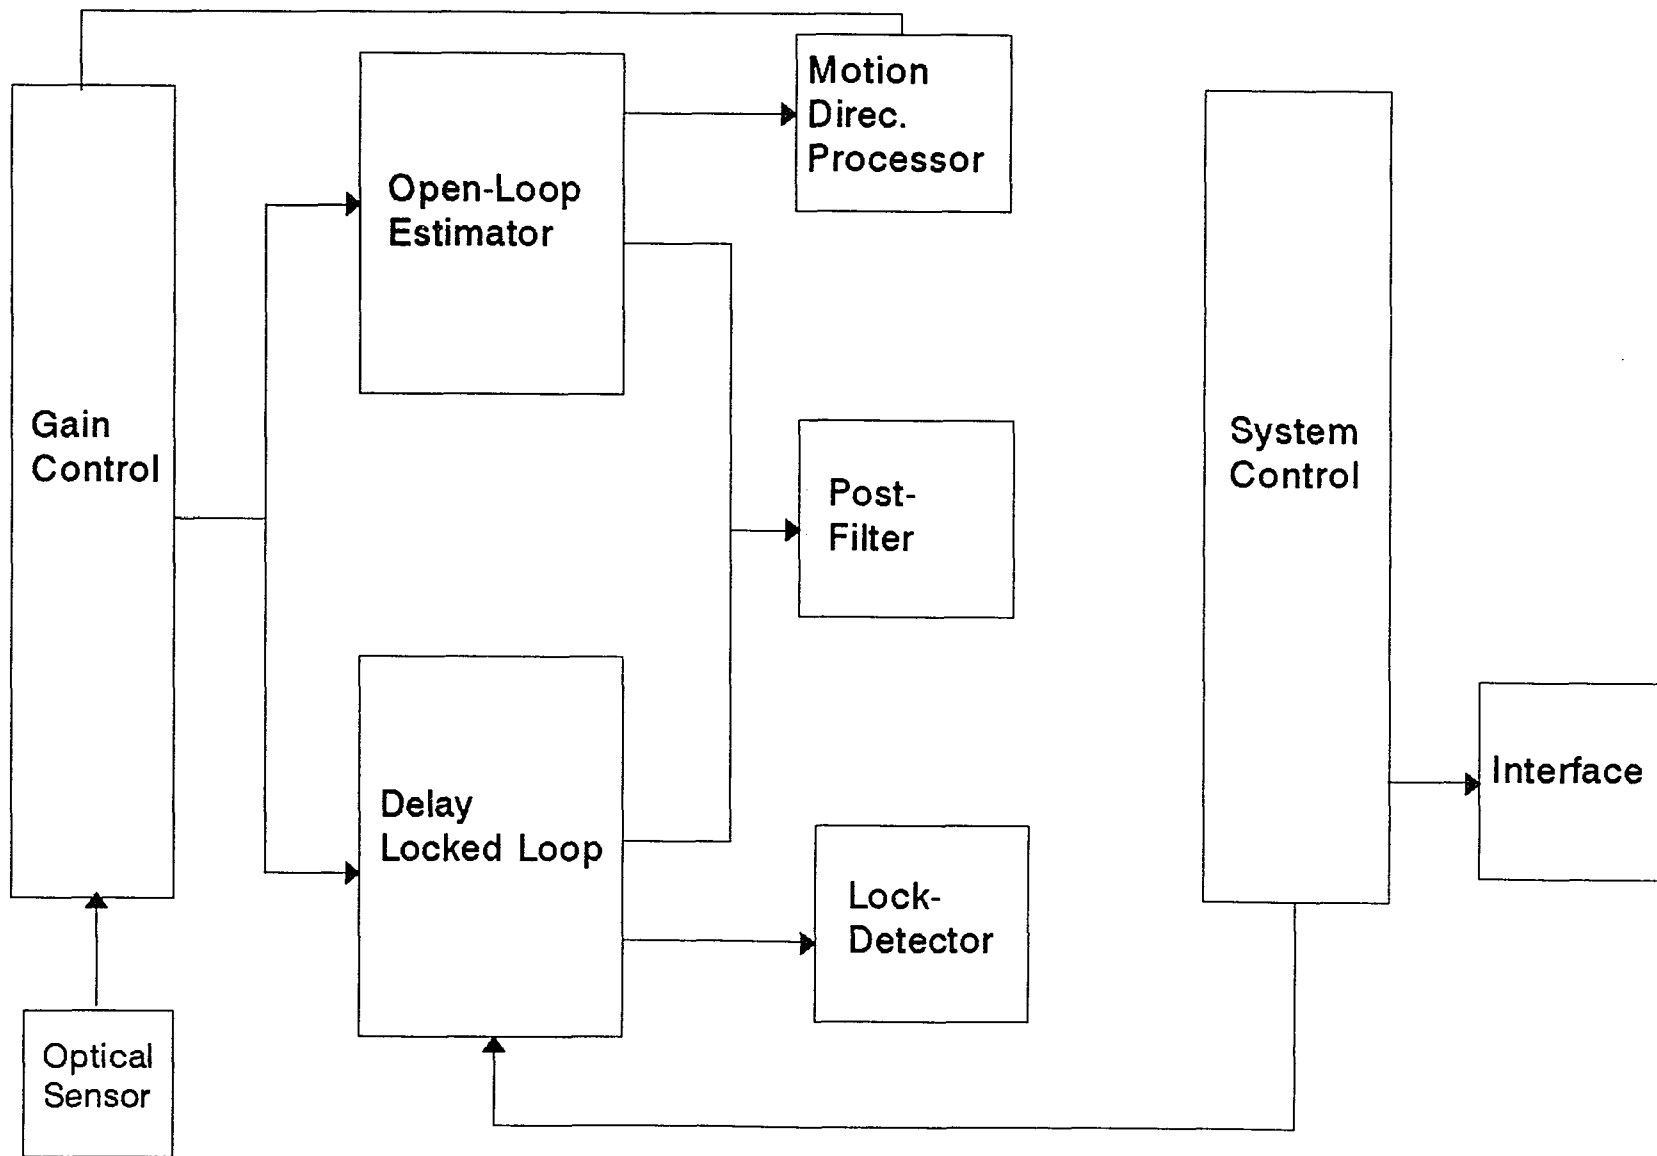 Motion
Direc.
Processor
Open-Loop
Estimator
Gain
Control
System
Control
Post-
Filter
Interface
Delay
Locked Loop
Lock-
Detector
Optical
Sensor